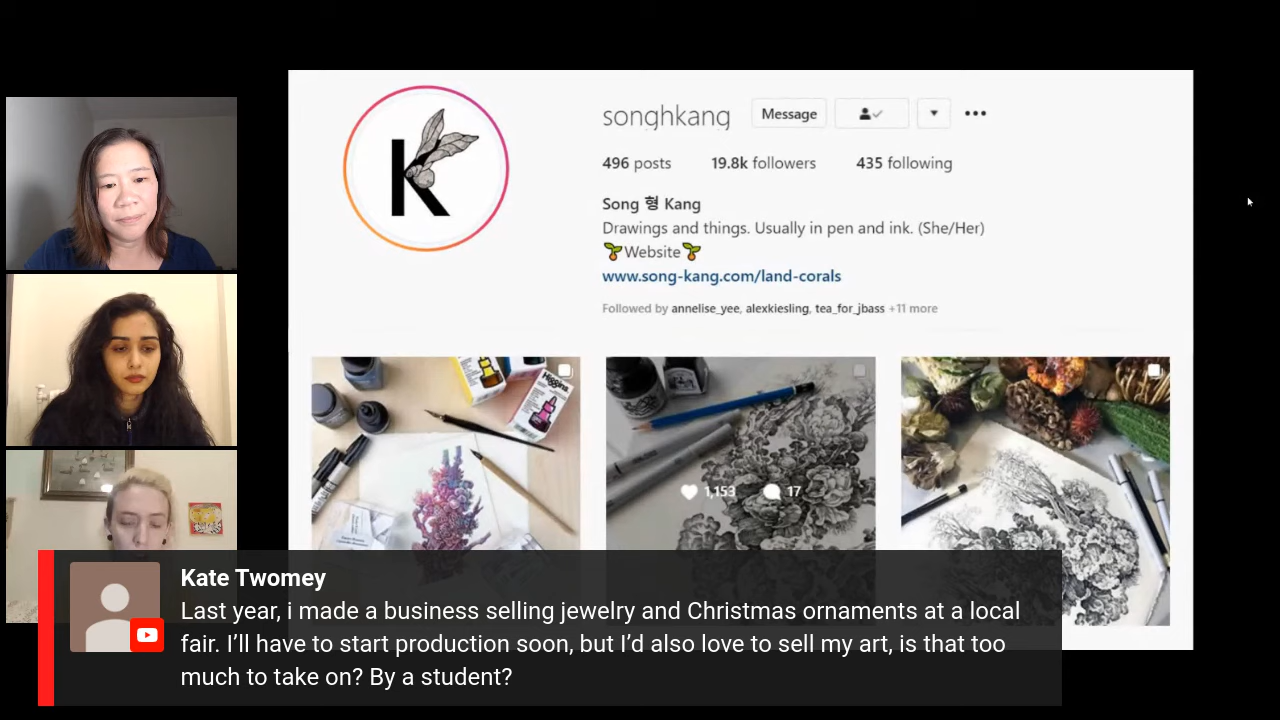 K
songhkang
Message
496 posts 19.8k followers 435 following
Song 형 Kang
Drawings and things. Usually in pen and ink. (She/Her)
🌱Website🌱
www.song-kang.com/land-corals
Followed by annelise_yee, alexkiesling, tea_for_jbass +11 more
Higgins
1,153 17
Kate Twomey
Last year, i made a business selling jewelry and Christmas ornaments at a local
fair. I’ll have to start production soon, but I’d also love to sell my art, is that too
much to take on? By a student?